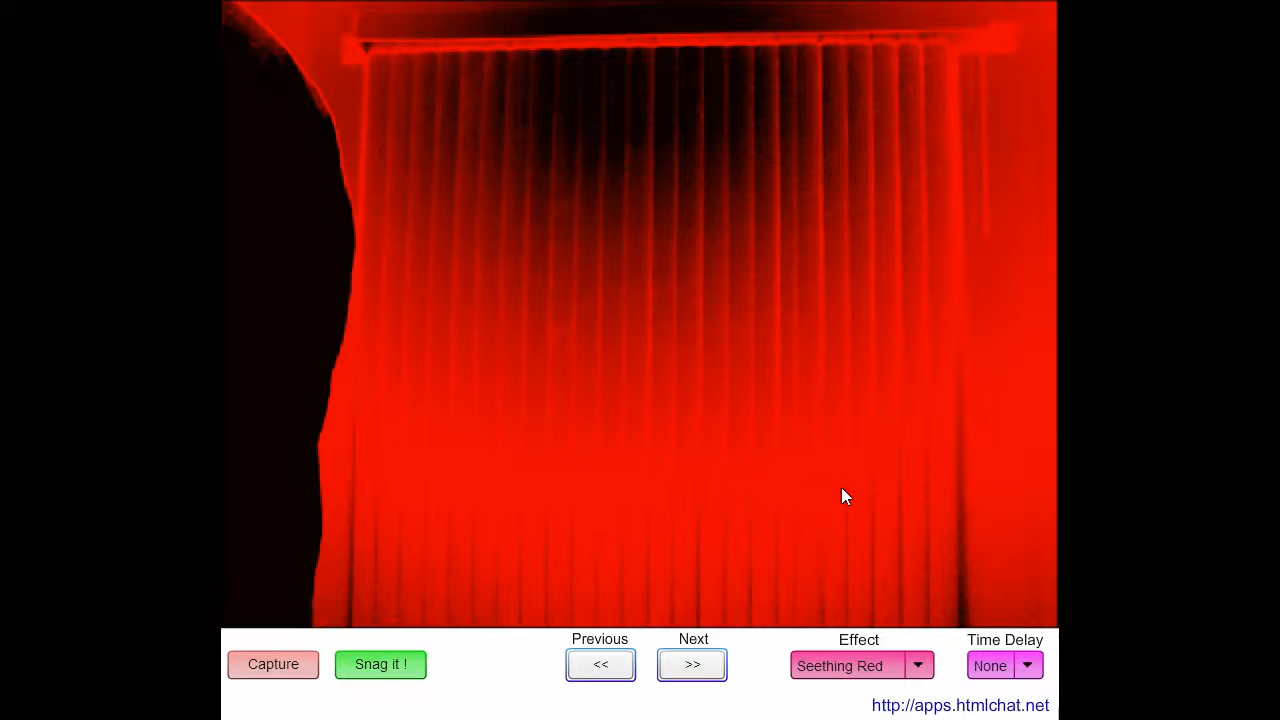 Previous Next Effect Time Delay
Capture Snag it ! << >> Seething Red None
http://apps.htmlchat.net